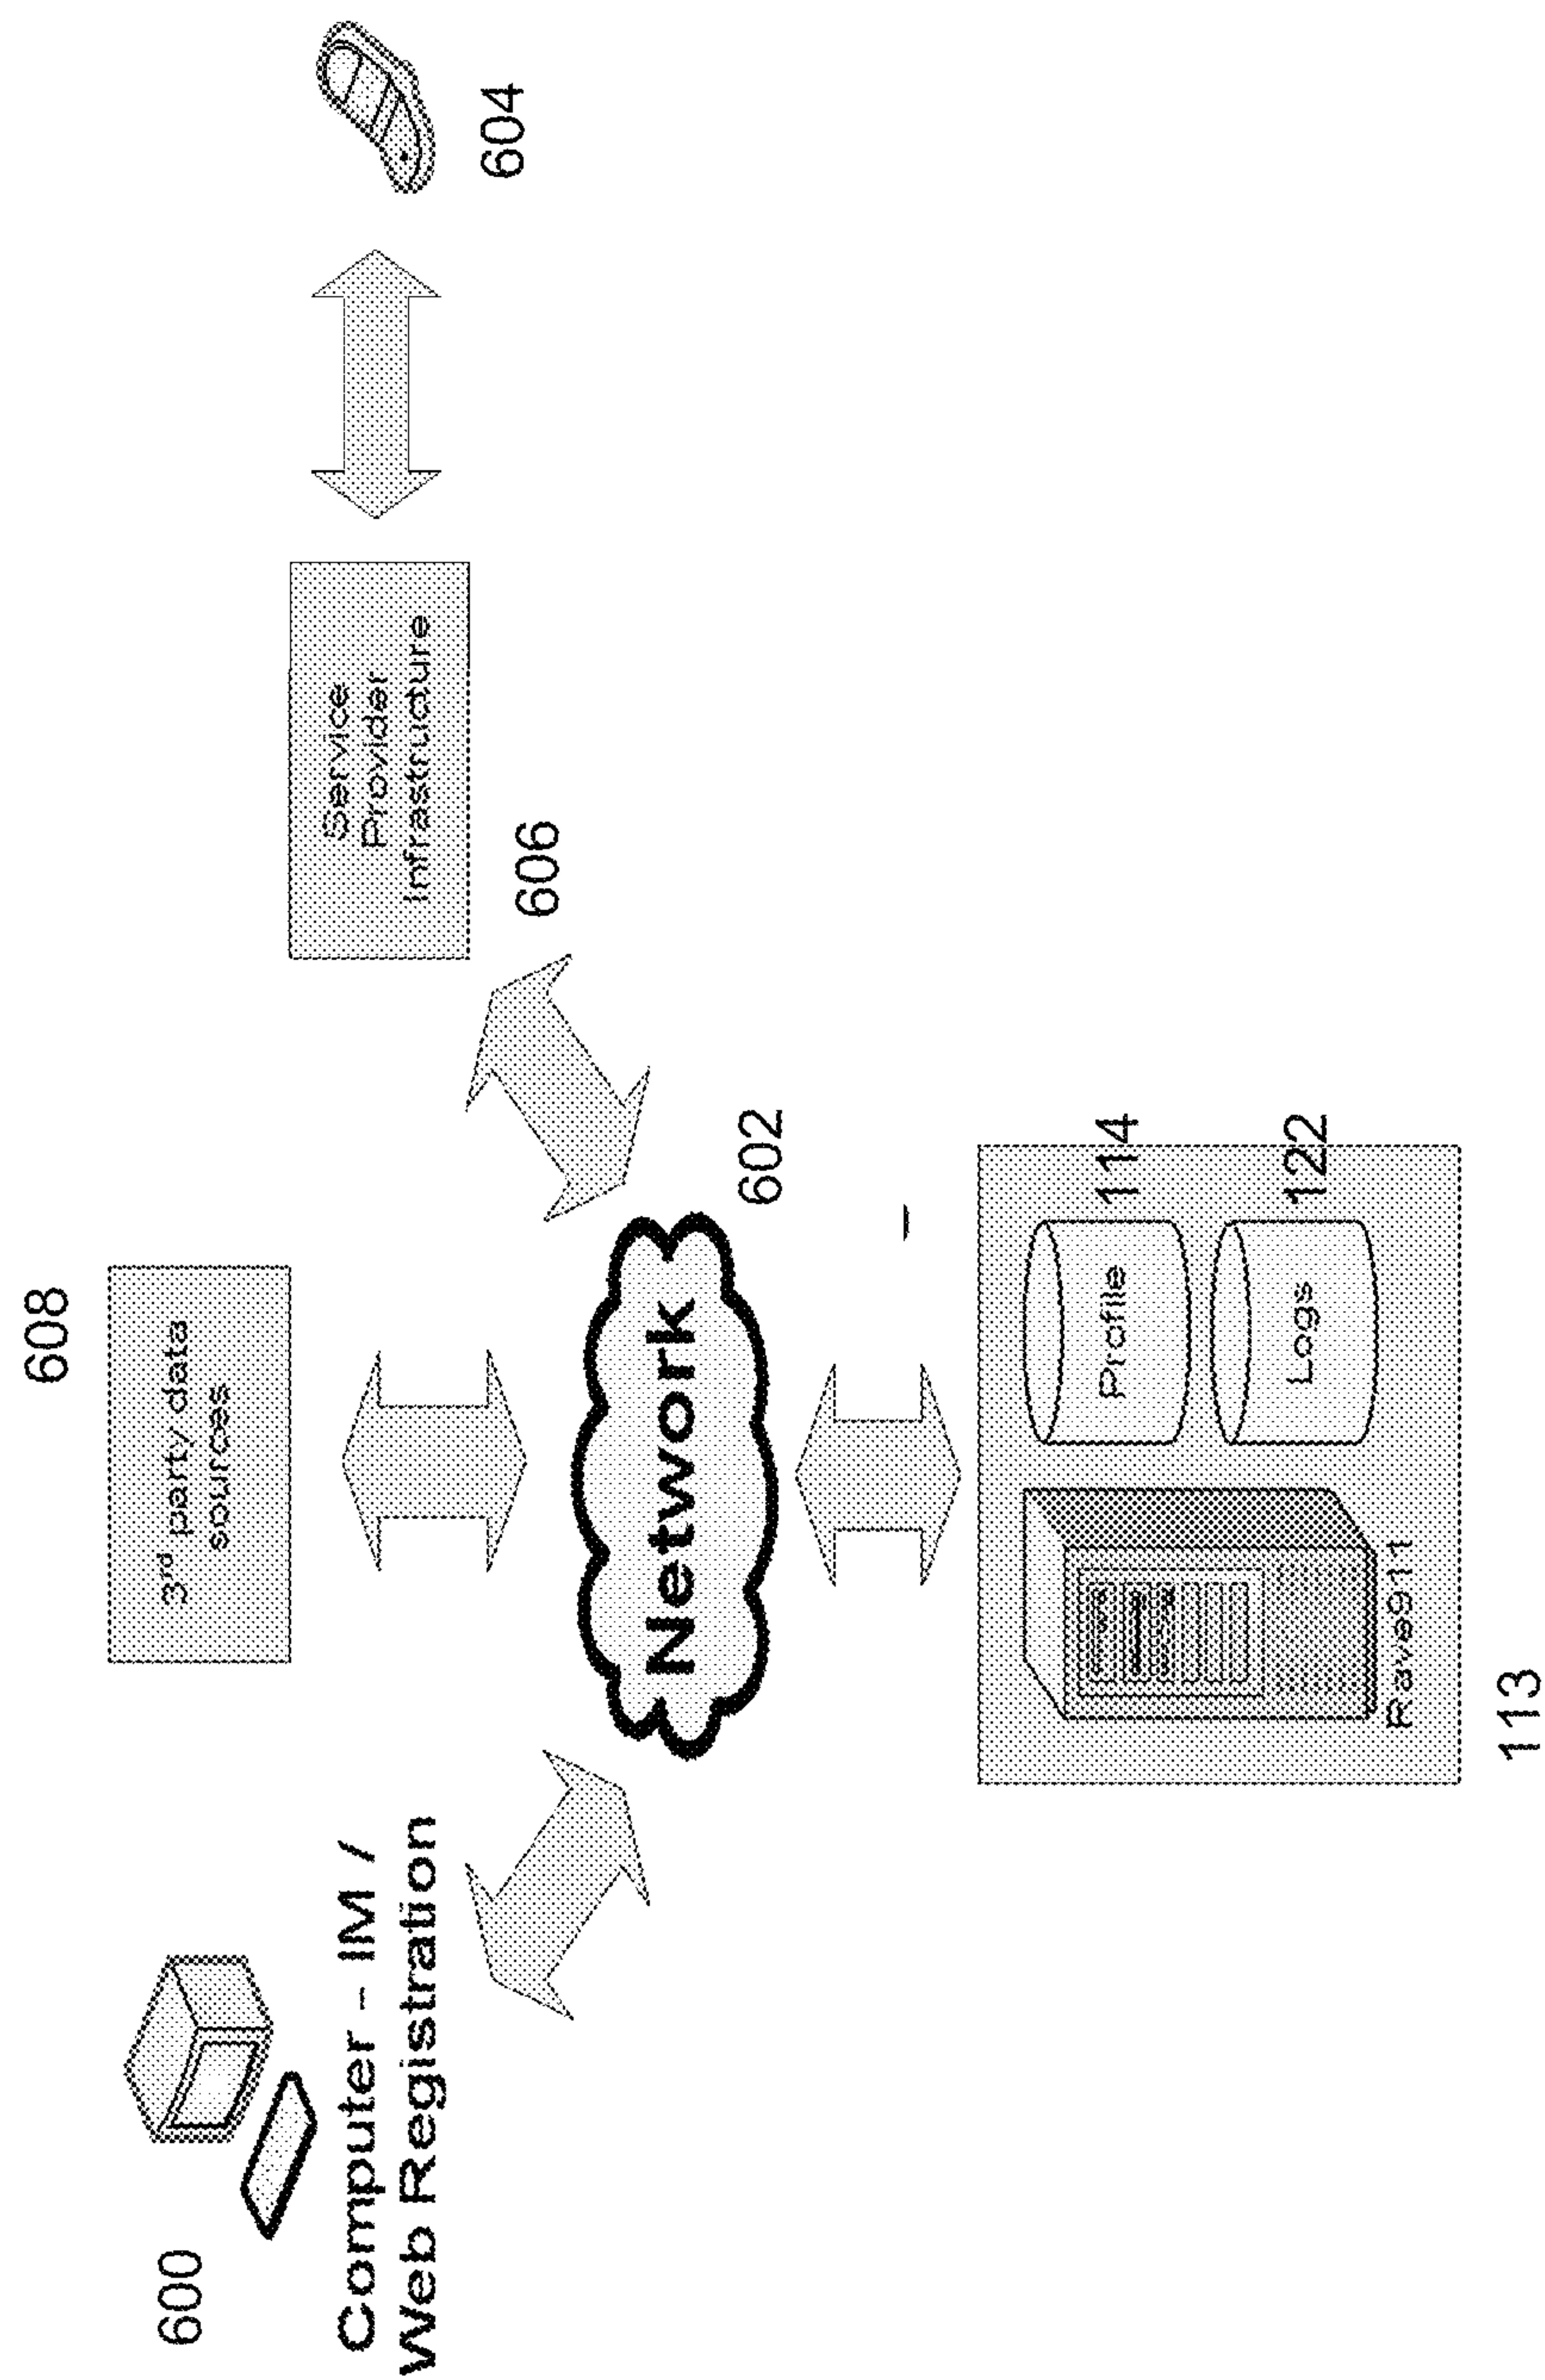 608
3rd party data
sources
600
Computer - IM /
Web Registration
Service
Provider
Infrastructure
604
606
Network
602
Profile
114
Logs
122
Rave911
113